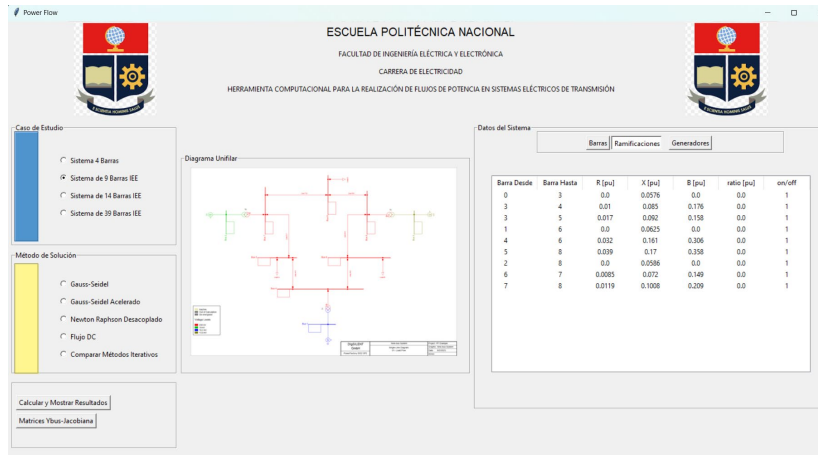 Power Flow
ESCUELA POLITÉCNICA NACIONAL
FACULTAD DE INGENIERÍA ELÉCTRICA Y ELECTRÓNICA
CARRERA DE ELECTRICIDAD
HERRAMIENTA COMPUTACIONAL PARA LA REALIZACIÓN DE FLUJOS DE POTENCIA EN SISTEMAS ELÉCTRICOS DE TRANSMISIÓN
Caso de Estudio
Sistema 4 Barras
Sistema de 9 Barras IEE
Sistema de 14 Barras IEE
Sistema de 39 Barras IEE
Método de Solución
Gauss-Seidel
Gauss-Seidel Acelerado
Newton Raphson Desacoplado
Flujo DC
Comparar Métodos Iterativos
Calcular y Mostrar Resultados
Matrices Ybus-Jacobiana
Diagrama Unifilar
Datos del Sistema
Barras Ramificaciones Generadores
Barra Desde Barra Hasta R [pu] X [pu] B [pu] ratio [pu] on/off
0 3 0.0 0.0576 0.0 0.0 1
3 4 0.01 0.085 0.176 0.0 1
3 5 0.017 0.092 0.158 0.0 1
1 6 0.0 0.0625 0.0 0.0 1
4 6 0.032 0.161 0.306 0.0 1
5 8 0.039 0.17 0.358 0.0 1
2 8 0.0 0.0586 0.0 0.0 1
6 7 0.0085 0.072 0.149 0.0 1
7 8 0.0119 0.1008 0.209 0.0 1